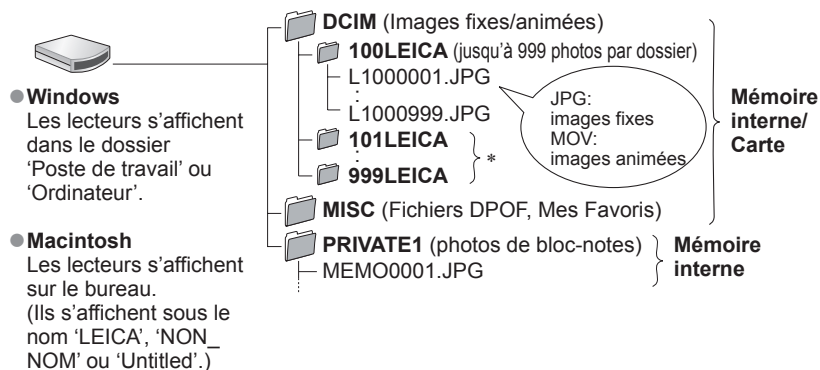 ●Windows
Les lecteurs s’affichent
dans le dossier
‘Poste de travail’ ou
‘Ordinateur’.
●Macintosh
Les lecteurs s’affichent
sur le bureau.
(Ils s’affichent sous le
nom ‘LEICA’, ‘NON_
NOM’ ou ‘Untitled’.)
DCIM (Images fixes/animées)
100LEICA (jusqu’à 999 photos par dossier)
L1000001.JPG
:
L1000999.JPG
JPG:
images fixes
MOV:
images animées
101LEICA
:
999LEICA
*
MISC (Fichiers DPOF, Mes Favoris)
Mémoire
interne/
Carte
PRIVATE1 (photos de bloc-notes)
MEMO0001.JPG
Mémoire
interne